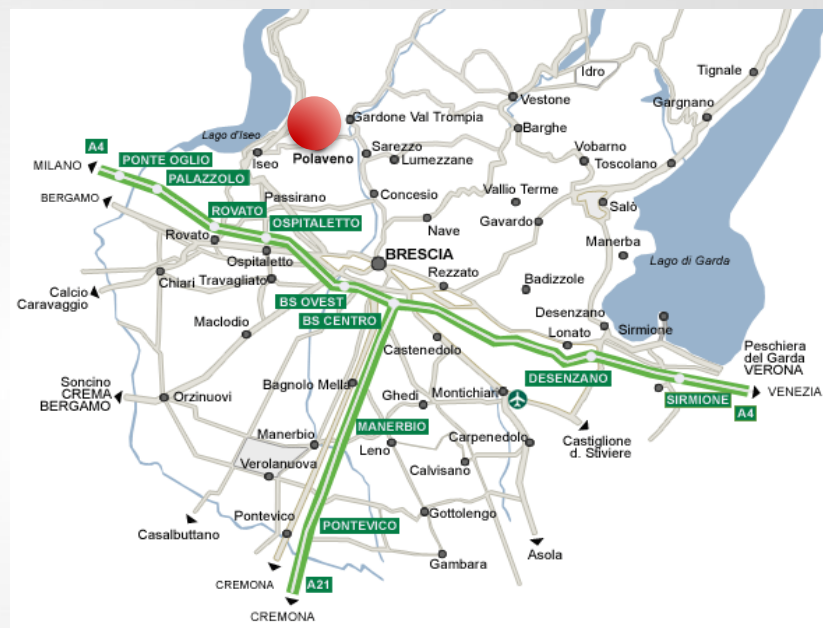 Idro
Tignale
Vestone
Gargnano
Gardone Val Trompia
Barghe
Lago d'Iseo
A4
Iseo
Polaveno
Sarezzo
Lumezzane
Vobarno
Toscolano
MILANO
PONTE OGLIO
PALAZZOLO
BERGAMO
Passirano
Concesio
Vallio Terme
Salò
ROVATO
OSPITALETTO
Nave
Gavardo
Rovato
Manerba
Ospitaletto
BRESCIA
Lago di Garda
Chiari
Travagliato
Rezzato
Badizzole
Calcio
Caravaggio
BS OVEST
BS CENTRO
Desenzano
Maclodio
Lonato
Sirmione
Castenedolo
Peschiera
del Garda
VERONA
Soncino
CREMA
BERGAMO
Orzinuovi
Bagnolo Mella
Ghedi
Montichiari
DESENZANO
SIRMIONE
VENEZIA
A4
MANERBIO
Manerbio
Leno
Carpenedolo
Castiglione
d. Stiviere
Verolanuova
Calvisano
Casalbuttano
Pontevico
PONTEVICO
Gottolengo
Asola
Gambara
CREMONA
A21
CREMONA